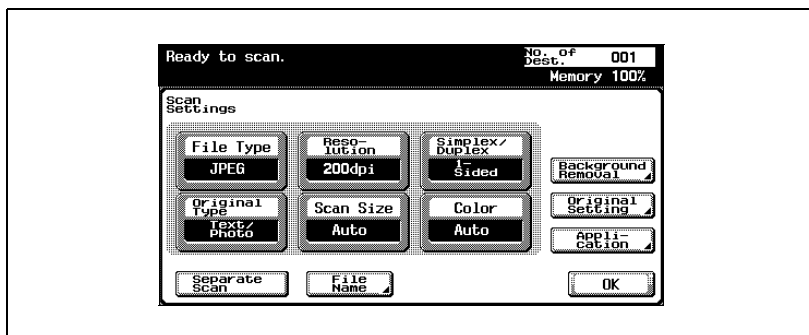 Ready to scan.
No. of
Dest.
001
Memory 100%
Scan
Settings
File Type
JPEG
Reso-
lution
200dpi
Simplex/
Duplex
1-
Sided
Background
Removal
Original
Type
Text/
Photo
Scan Size
Auto
Color
Auto
Original
Setting
Appli-
cation
Separate
Scan
File
Name
OK